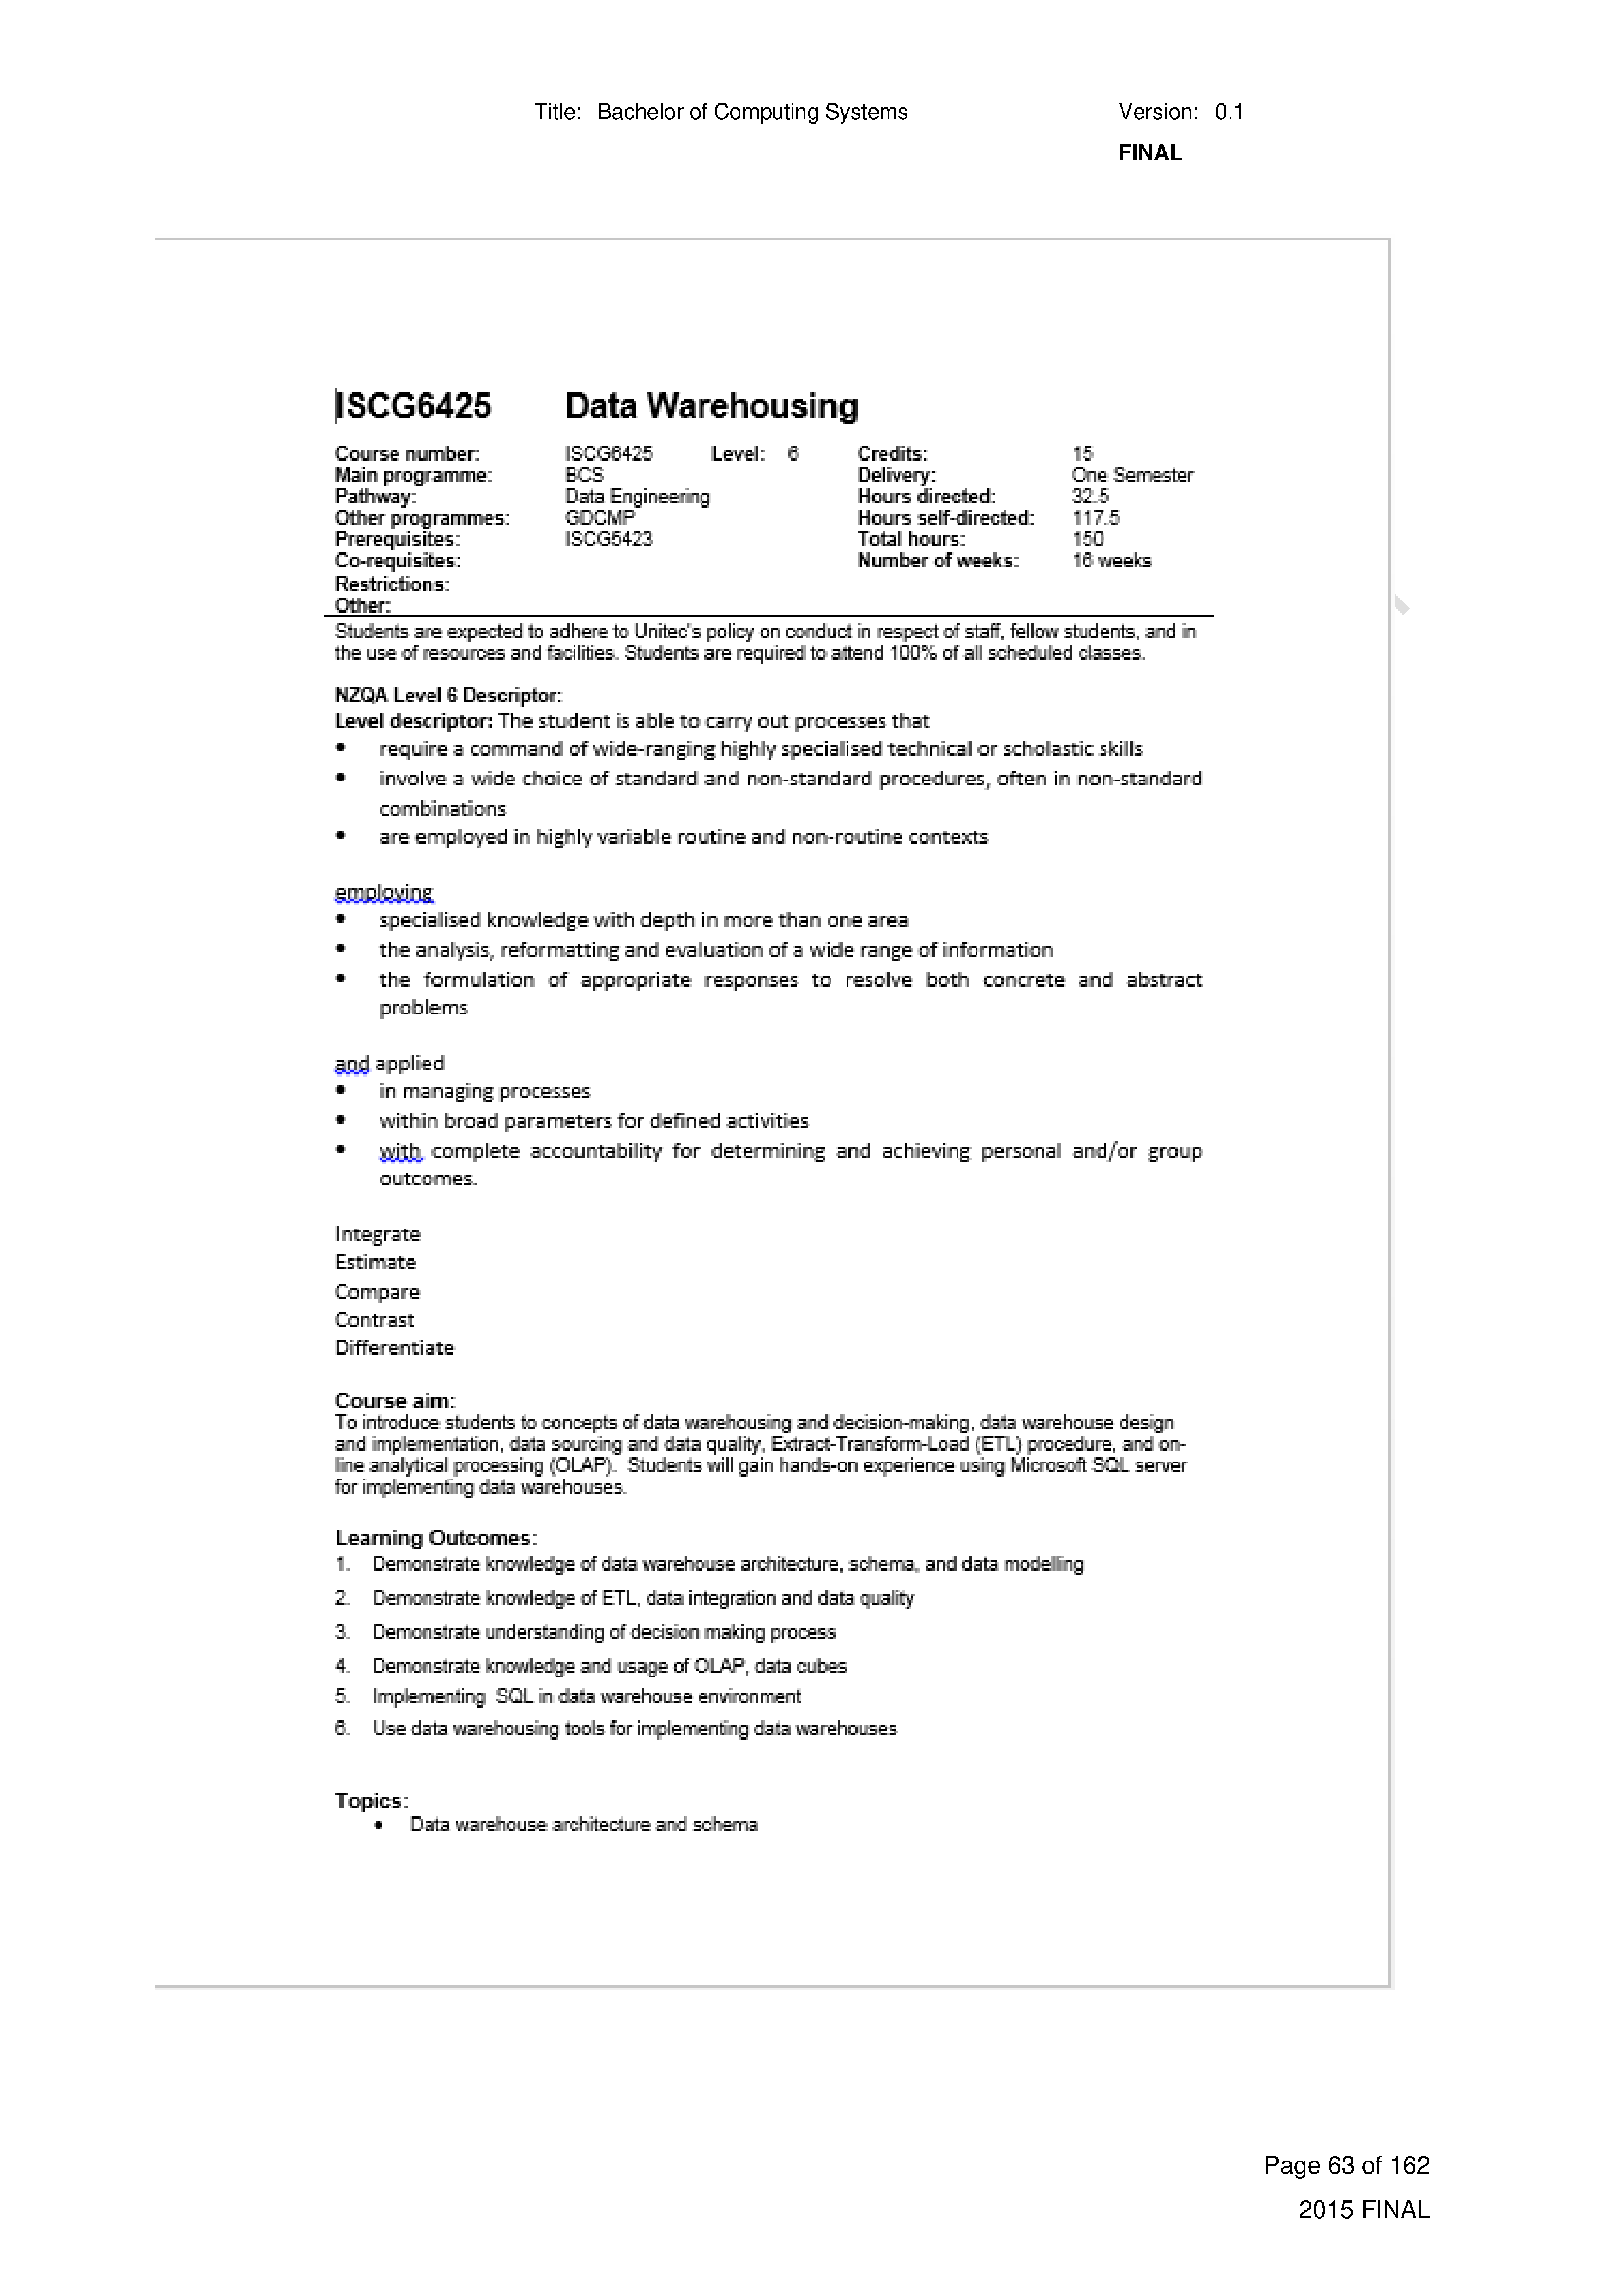 Title: Bachelor of Computing Systems Version: 0.1
FINAL
ISCG6425 Data Warehousing
Course number: ISCG6425 Level: 6 Credits: 15
Main programme: BCS Delivery: One Semester
Pathway: Data Engineering Hours directed: 32.5
Other programmes: GDCMP Hours self-directed: 117.5
Prerequisites: ISCG5423 Total hours: 150
Co-requisites: Number of weeks: 16 weeks
Restrictions:
Other:
Students are expected to adhere to Unitec's policy on conduct in respect of staff, fellow students, and in
the use of resources and facilities. Students are required to attend 100% of all scheduled classes.
NZQA Level 6 Descriptor:
Level descriptor: The student is able to carry out processes that
• require a command of wide-ranging highly specialised technical or scholastic skills
• involve a wide choice of standard and non-standard procedures, often in non-standard
combinations
• are employed in highly variable routine and non-routine contexts
employing
• specialised knowledge with depth in more than one area
• the analysis, reformatting and evaluation of a wide range of information
• the formulation of appropriate responses to resolve both concrete and abstract
problems
and applied
• in managing processes
• within broad parameters for defined activities
• with complete accountability for determining and achieving personal and/or group
outcomes.
Integrate
Estimate
Compare
Contrast
Differentiate
Course aim:
To introduce students to concepts of data warehousing and decision-making, data warehouse design
and implementation, data sourcing and data quality, Extract-Transform-Load (ETL) procedure, and on-
line analytical processing (OLAP). Students will gain hands-on experience using Microsoft SQL server
for implementing data warehouses.
Learning Outcomes:
1. Demonstrate knowledge of data warehouse architecture, schema, and data modelling
2. Demonstrate knowledge of ETL, data integration and data quality
3. Demonstrate understanding of decision making process
4. Demonstrate knowledge and usage of OLAP, data cubes
5. Implementing SQL in data warehouse environment
6. Use data warehousing tools for implementing data warehouses
Topics:
• Data warehouse architecture and schema
Page 63 of 162
2015 FINAL